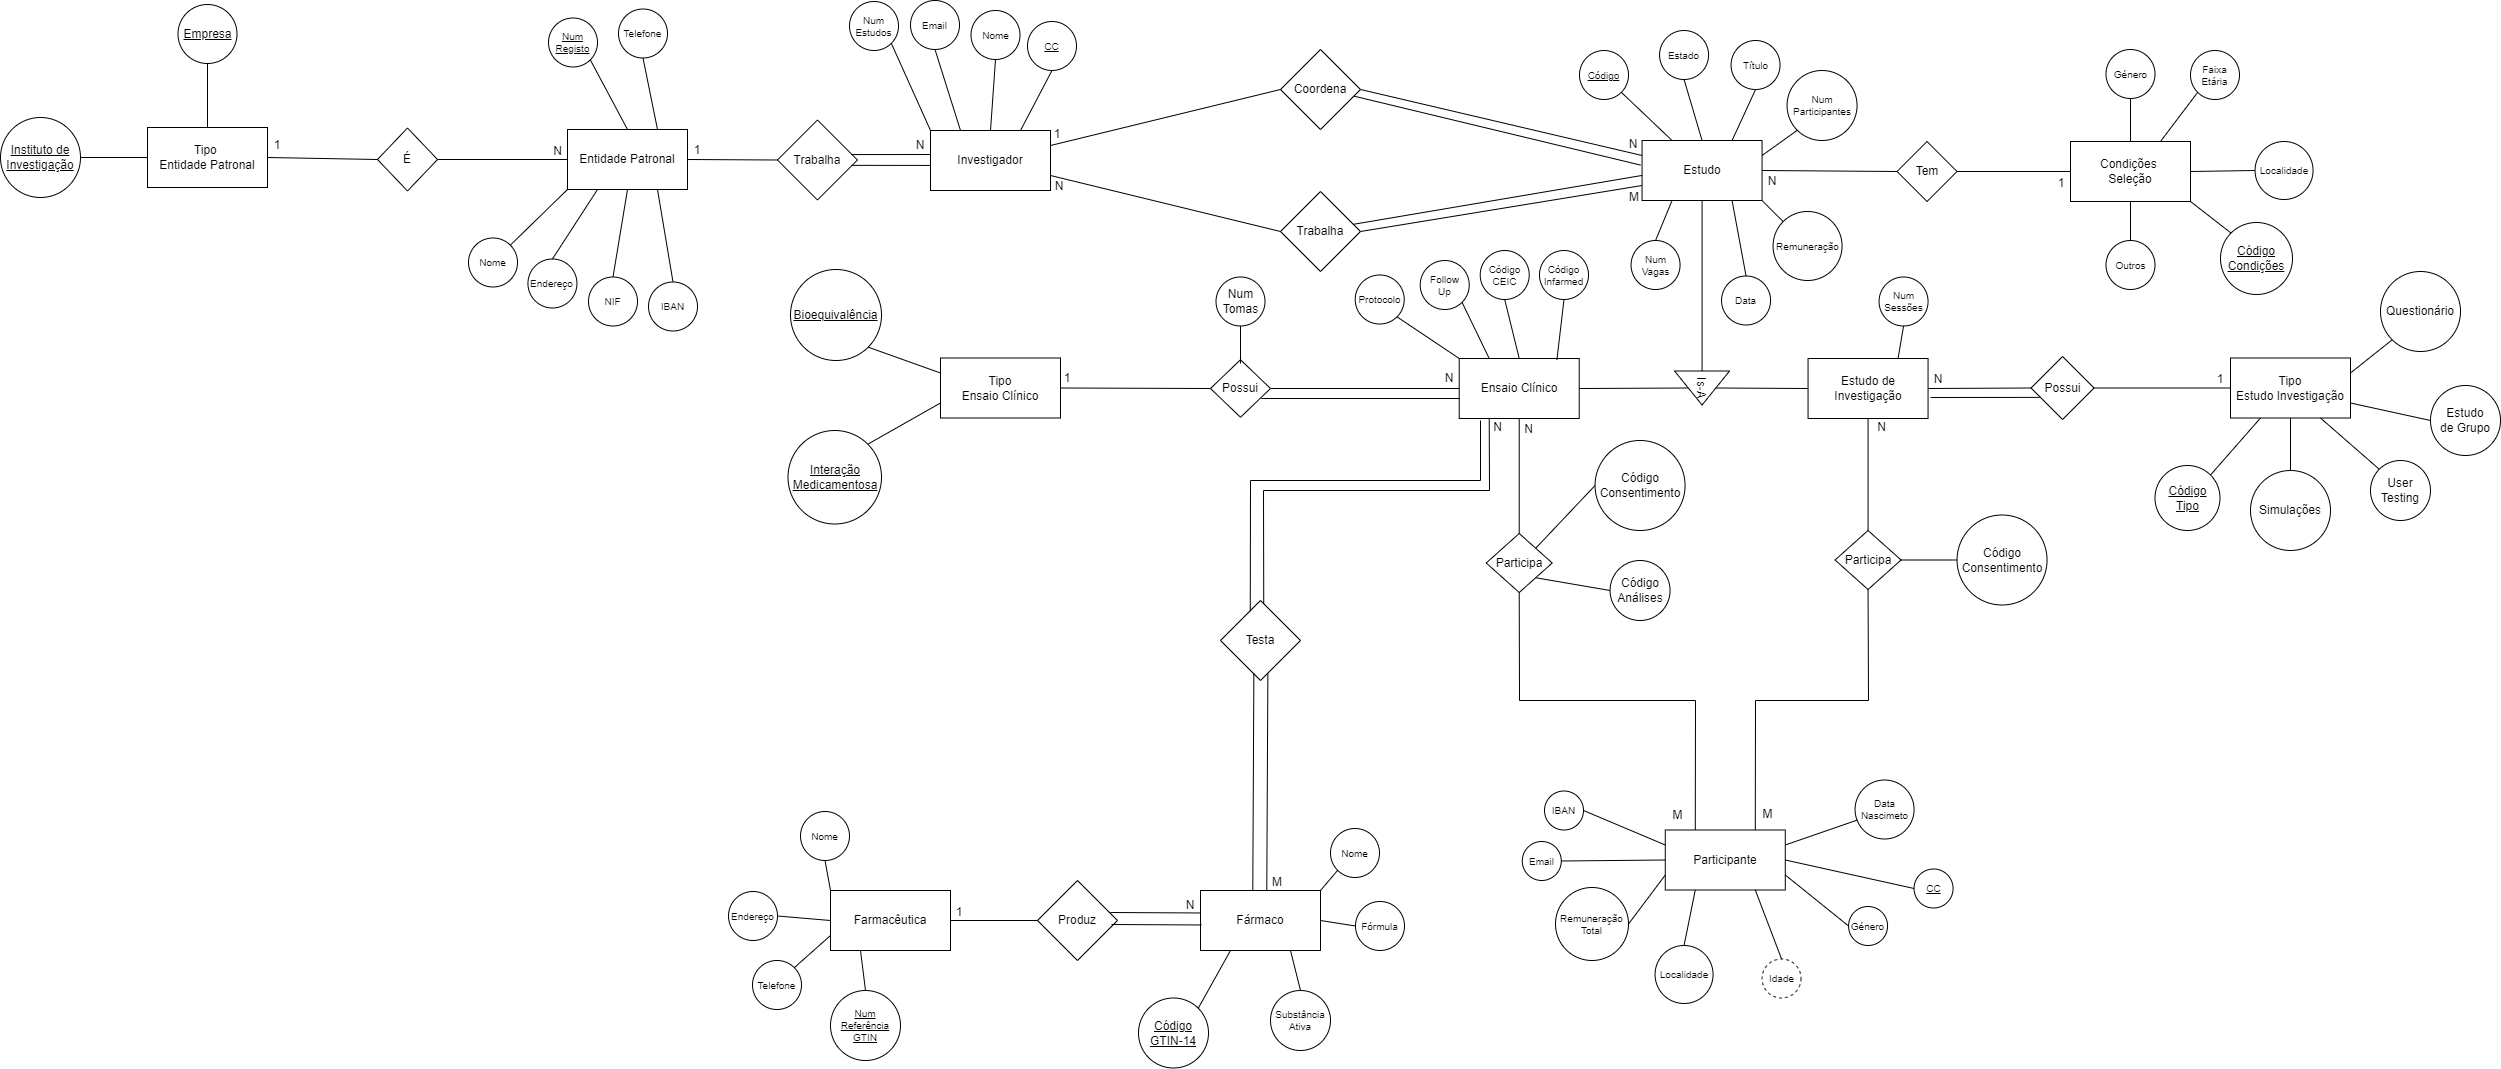 Empresa
Instituto de
Investigação
Tipo
Entidade Patronal
1
É
N
Num
Registo
Telefone
Entidade Patronal
Nome
Endereço
NIF
IBAN
1
Trabalha
N
Num
Estudos
Email
Nome
CC
Investigador
1
N
Coordena
Trabalha
N
M
Código
Estado
Título
Num
Participantes
Estudo
Num
Vagas
Data
Remuneração
N
Tem
1
Género
Faixa
Etária
Condições
Seleção
Localidade
Outros
Código
Condições
Bioequivalência
Interação
Medicamentosa
Tipo
Ensaio Clínico
1
Num
Tomas
Possui
N
Protocolo
Follow
Up
Código
CEIC
Código
Infarmed
Ensaio Clínico
N
N
Is-A
Num
Sessões
Estudo de
Investigação
N
N
Possui
1
Tipo
Estudo Investigação
Questionário
Estudo
de Grupo
User
Testing
Simulações
Código
Tipo
Código
Consentimento
Participa
Código
Análises
Participa
Código
Consentimento
Testa
M
M
M
IBAN
Email
Remuneração
Total
Localidade
Idade
Género
CC
Data
Nascimeto
Participante
Nome
Endereço
Telefone
Num
Referência
GTIN
Farmacêutica
1
Produz
N
Fármaco
Nome
Fórmula
Substância
Ativa
Código
GTIN-14